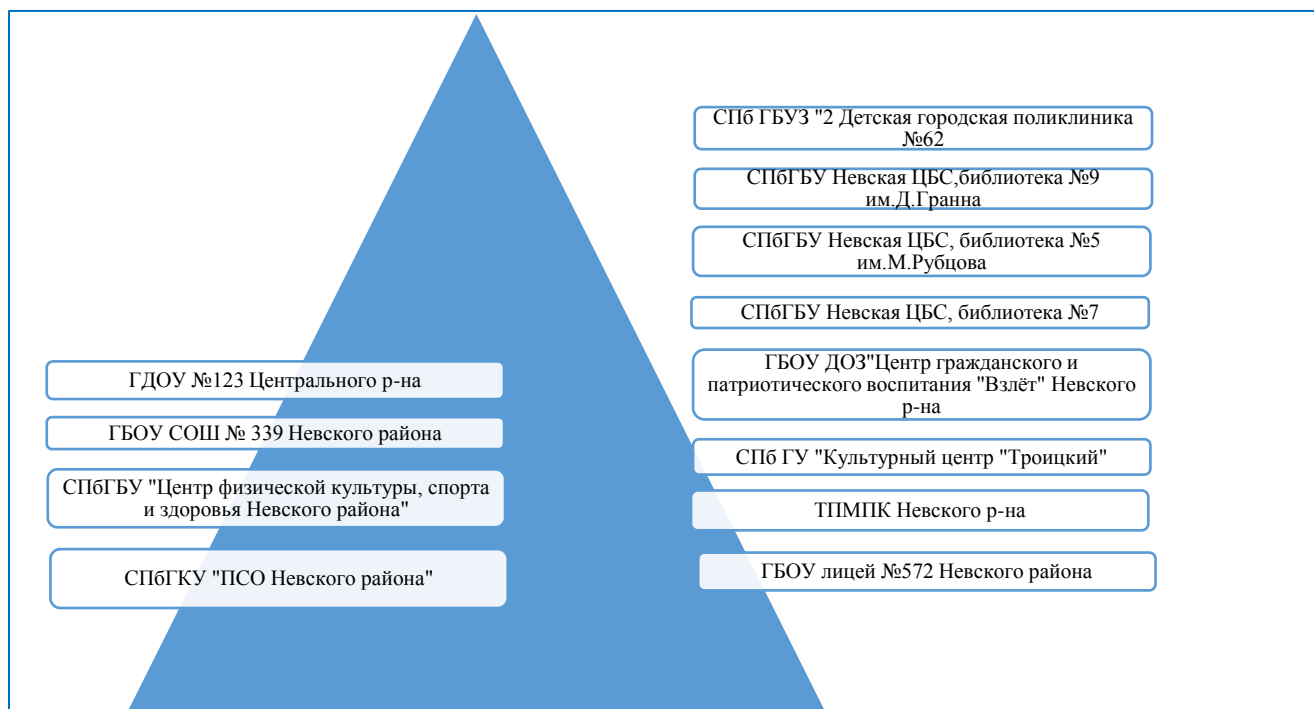 СПб ГБУЗ "2 Детская городская поликлиника
№62
СПбГБУ Невская ЦБС,библиотека №9
им.Д.Гранна
СПбГБУ Невская ЦБС, библиотека №5
им.М.Рубцова
СПбГБУ Невская ЦБС, библиотека №7
ГБОУ ДОЗ"Центр гражданского и
патриотического воспитания "Взлёт" Невского
р-на
СПб ГУ "Культурный центр "Троицкий"
ТПМПК Невского р-на
ГБОУ лицей №572 Невского района
ГДОУ №123 Центрального р-на
ГБОУ СОШ № 339 Невского района
СПбГБУ "Центр физической культуры, спорта
и здоровья Невского района"
СПбГКУ "ПСО Невского района"